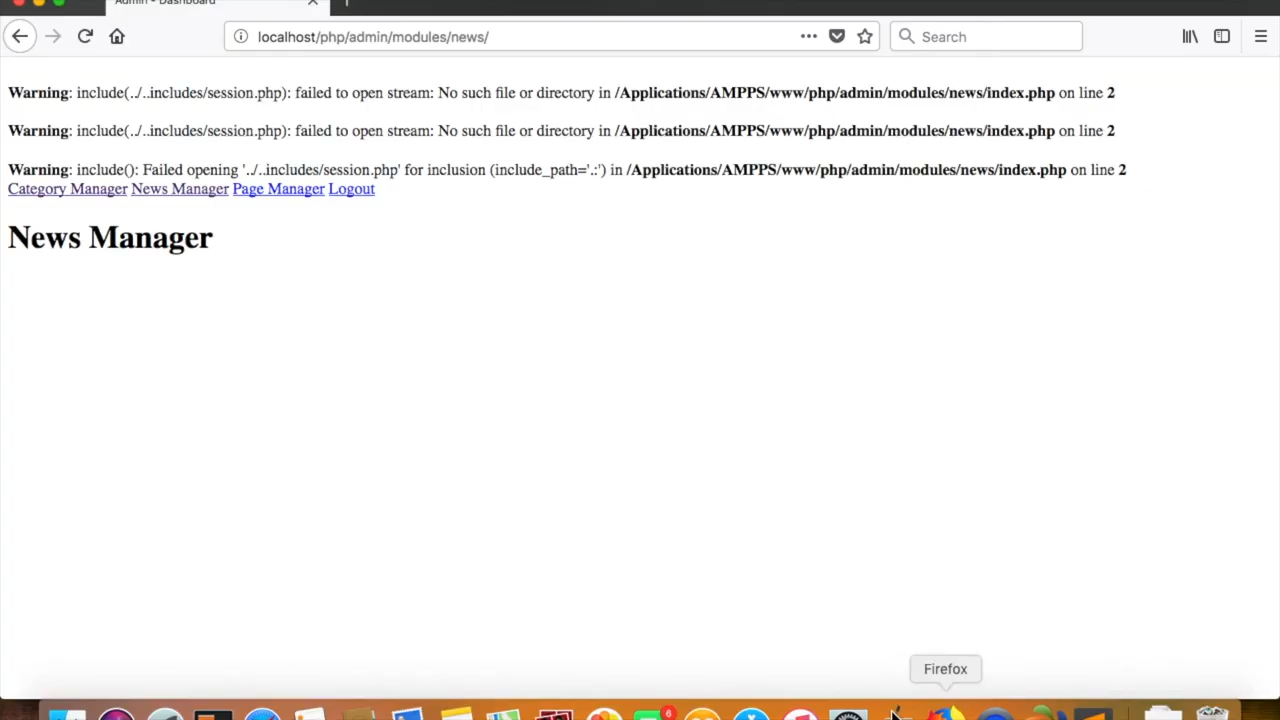 Admin - Dashboard
localhost/php/admin/modules/news/
Search
Warning: include(../..includes/session.php): failed to open stream: No such file or directory in /Applications/AMPPS/www/php/admin/modules/news/index.php on line 2
Warning: include(../..includes/session.php): failed to open stream: No such file or directory in /Applications/AMPPS/www/php/admin/modules/news/index.php on line 2
Warning: include(): Failed opening '../..includes/session.php' for inclusion (include_path='.:') in /Applications/AMPPS/www/php/admin/modules/news/index.php on line 2
Category Manager News Manager Page Manager Logout
News Manager
Firefox
6